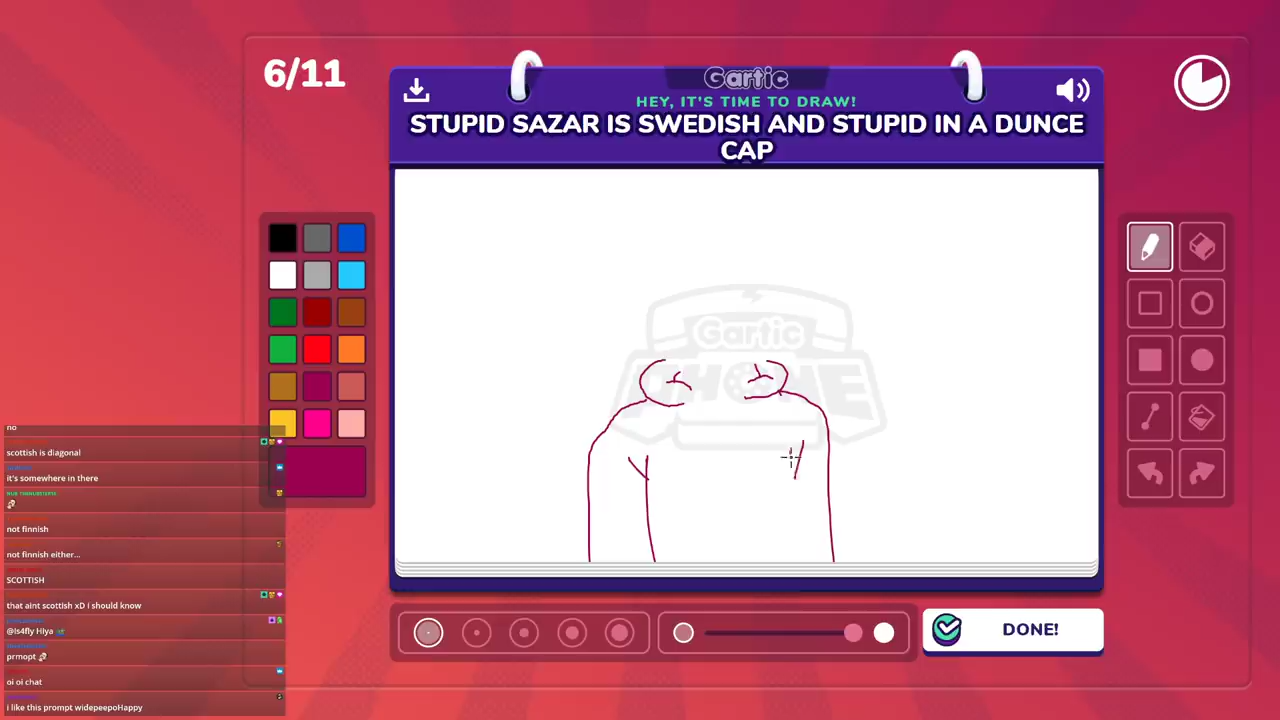 6/11
Gartic
HEY, IT'S TIME TO DRAW!
STUPID SAZAR IS SWEDISH AND STUPID IN A DUNCE
CAP
Gartic
PHONE
no
scottish is diagonal
it's somewhere in there
not finnish
not finnish either...
SCOTTISH
that aint scottish xD i should know
@Is4fly Hiya
prmopt
oi oi chat
i like this prompt widepeepoHappy
DONE!